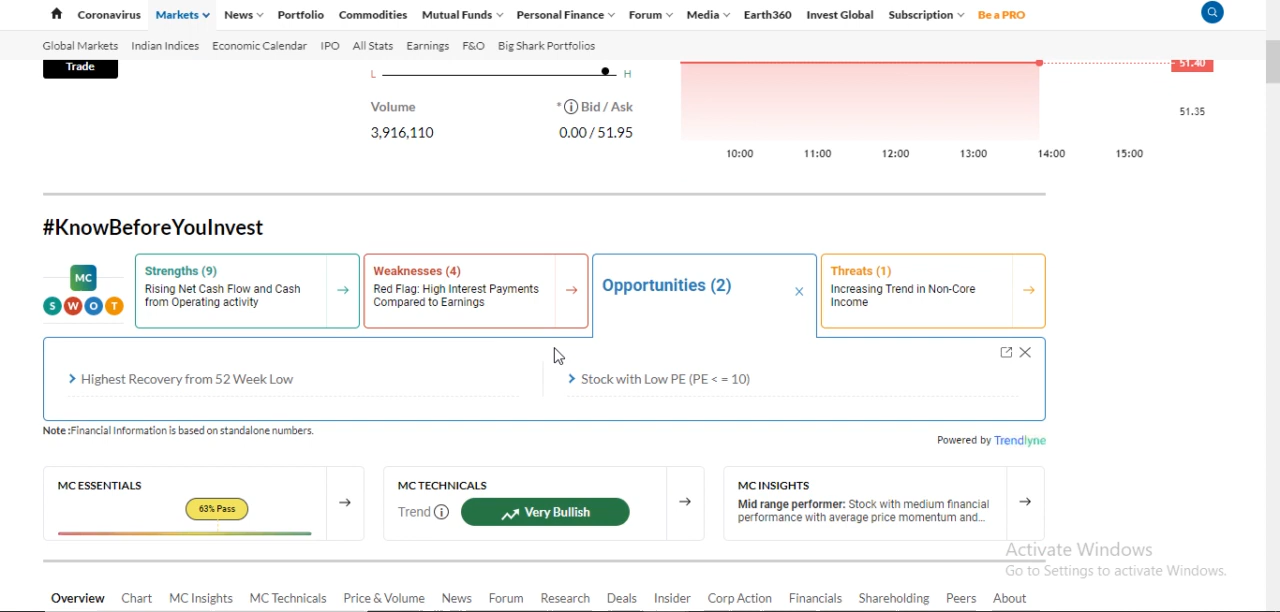 Coronavirus Markets News Portfolio Commodities Mutual Funds Personal Finance Forum Media Earth360 Invest Global Subscription Be a PRO
Global Markets Indian Indices Economic Calendar IPO All Stats Earnings F&O Big Shark Portfolios
Trade
L H
51.40
Volume * Bid / Ask
51.35
3,916,110 0.00 / 51.95
10:00 11:00 12:00 13:00 14:00 15:00
#KnowBeforeYouInvest
MC
S W O T
Strengths (9)
Rising Net Cash Flow and Cash
from Operating activity
Weaknesses (4)
Red Flag: High Interest Payments
Compared to Earnings
Opportunities (2)
Threats (1)
Increasing Trend in Non-Core
Income
Highest Recovery from 52 Week Low
Stock with Low PE (PE < = 10)
Note :Financial Information is based on standalone numbers.
Powered by Trendlyne
MC ESSENTIALS
63% Pass
MC TECHNICALS
Trend Very Bullish
MC INSIGHTS
Mid range performer: Stock with medium financial
performance with average price momentum and...
Activate Windows
Go to Settings to activate Windows.
Overview Chart MC Insights MC Technicals Price & Volume News Forum Research Deals Insider Corp Action Financials Shareholding Peers About